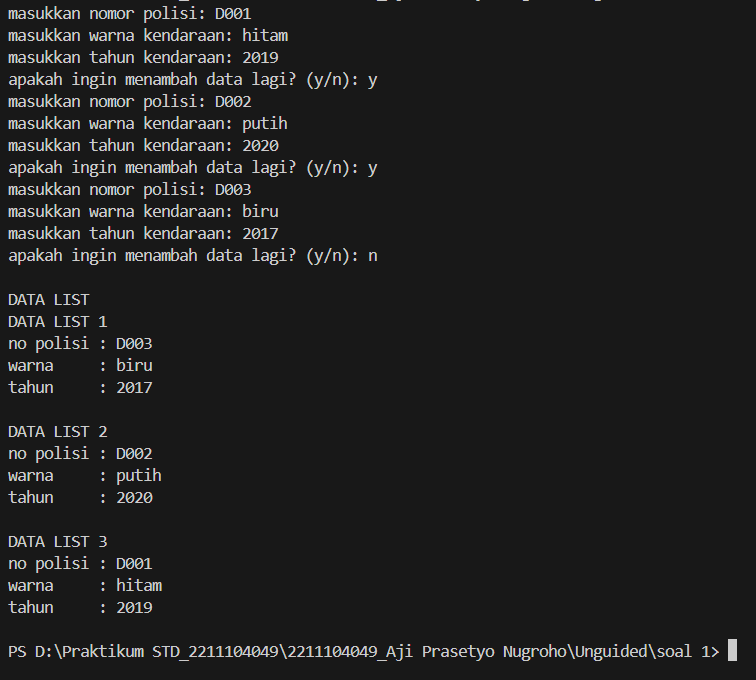 masukkan nomor polisi: D001
masukkan warna kendaraan: hitam
masukkan tahun kendaraan: 2019
apakah ingin menambah data lagi? (y/n): y
masukkan nomor polisi: D002
masukkan warna kendaraan: putih
masukkan tahun kendaraan: 2020
apakah ingin menambah data lagi? (y/n): y
masukkan nomor polisi: D003
masukkan warna kendaraan: biru
masukkan tahun kendaraan: 2017
apakah ingin menambah data lagi? (y/n): n
DATA LIST
DATA LIST 1
no polisi : D003
warna     : biru
tahun     : 2017
DATA LIST 2
no polisi : D002
warna     : putih
tahun     : 2020
DATA LIST 3
no polisi : D001
warna     : hitam
tahun     : 2019
PS D:\Praktikum STD_2211104049\2211104049_Aji Prasetyo Nugroho\Unguided\soal 1>